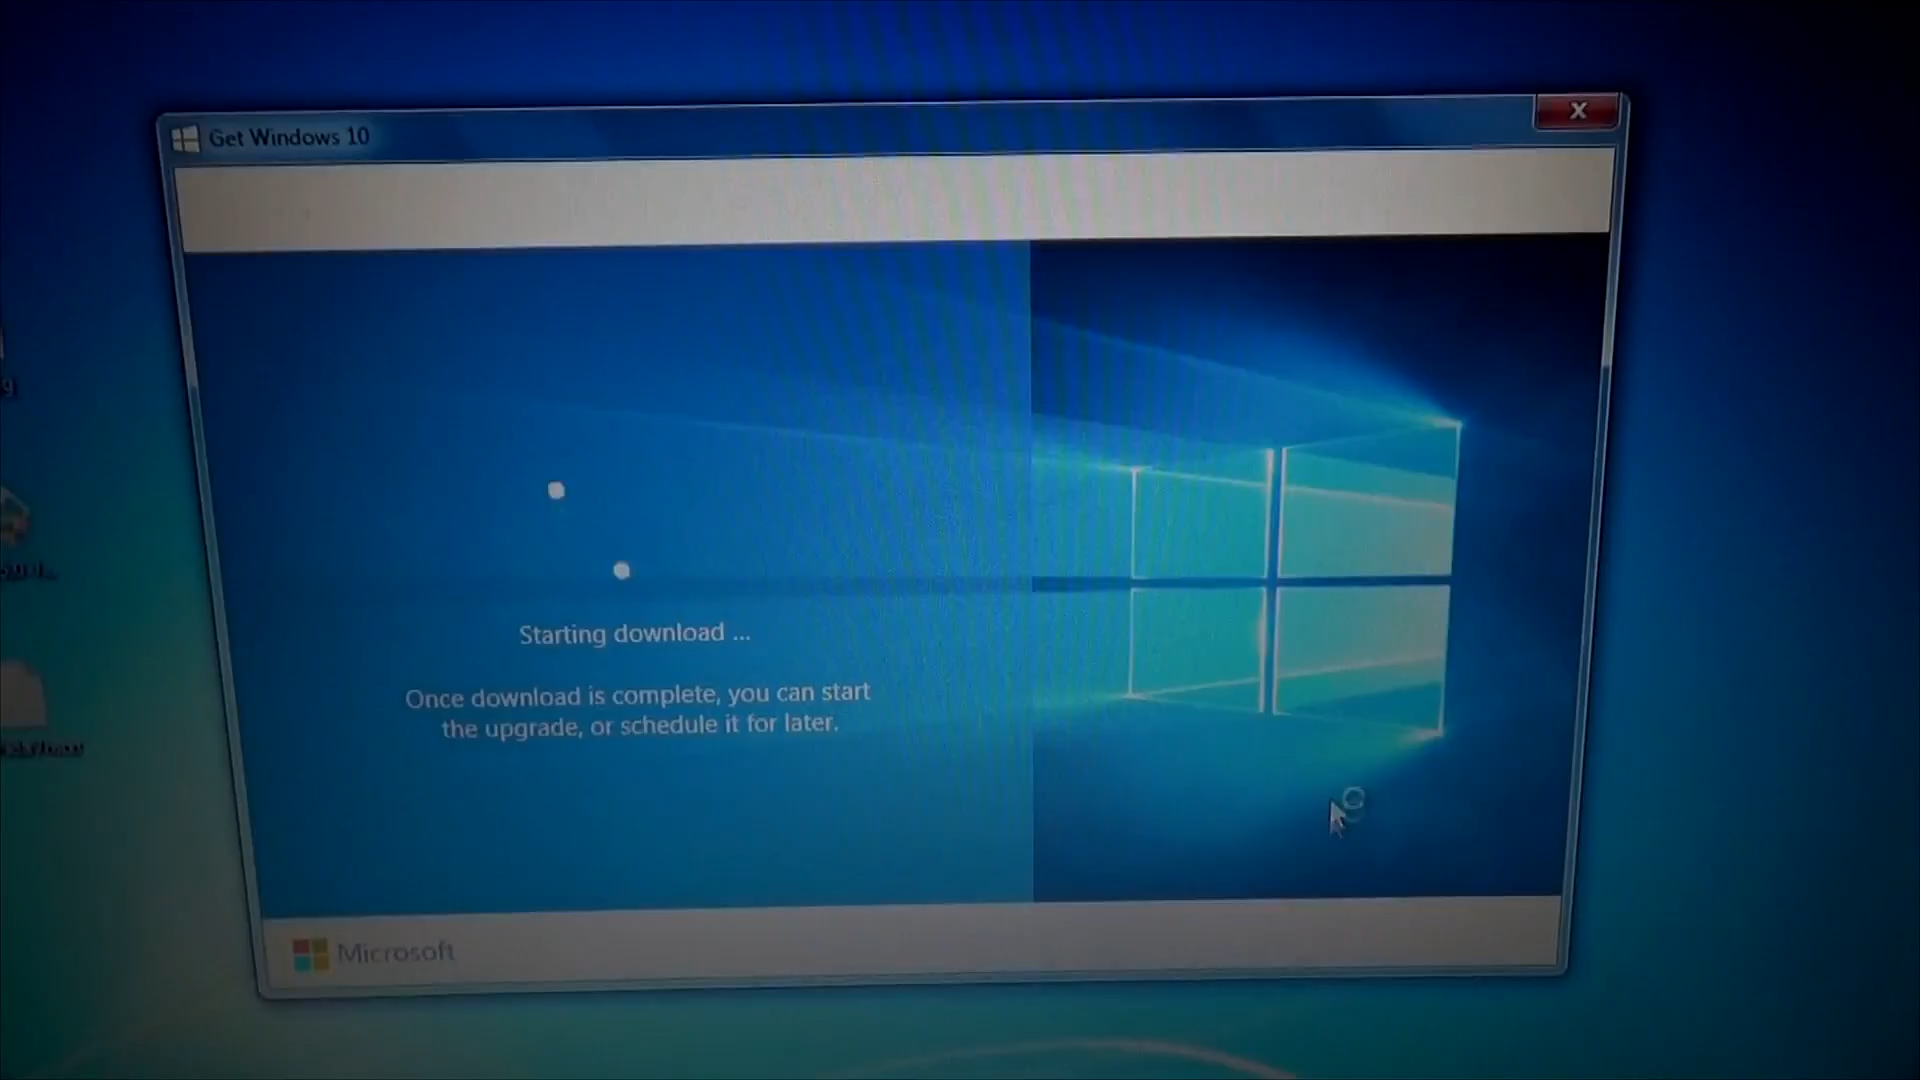 Get Windows 10
Starting download ...
Once download is complete, you can start
the upgrade, or schedule it for later.
Microsoft